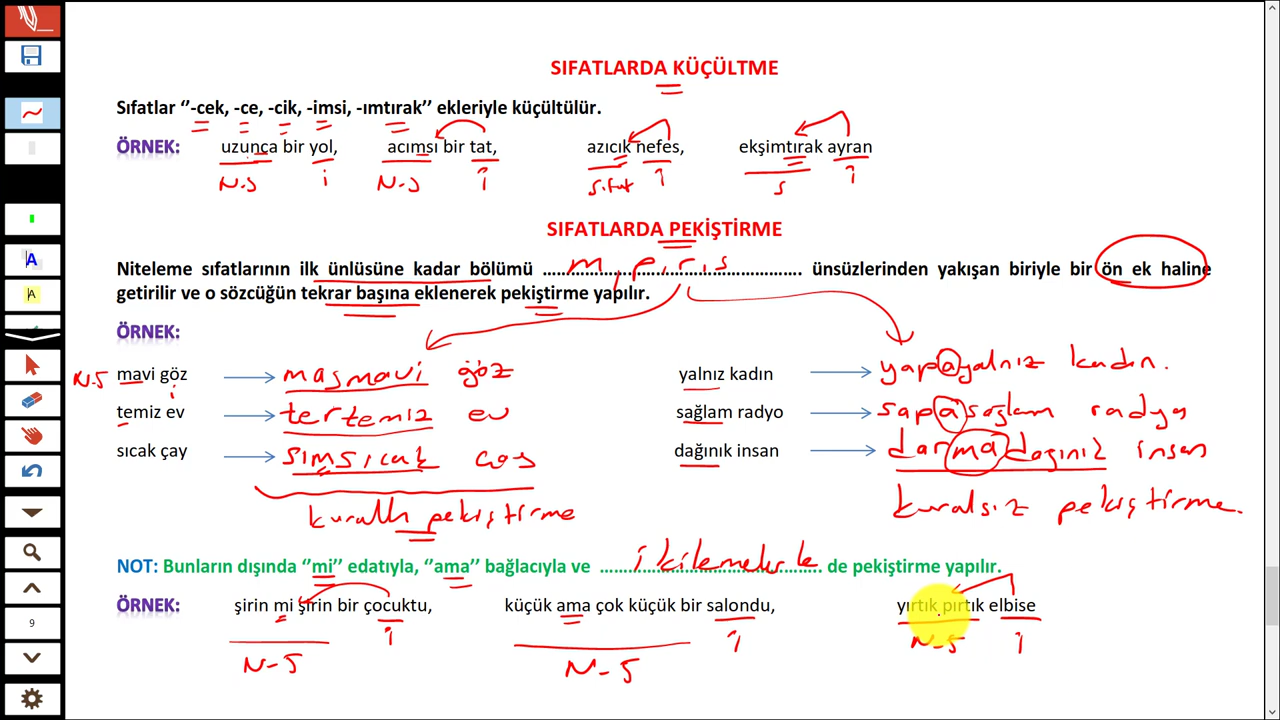 SIFATLARDA KÜÇÜLTME
Sıfatlar ‘’-cek, -ce, -cik, -imsi, -ımtırak’’ ekleriyle küçültülür.
ÖRNEK: uzunca bir yol, acımsı bir tat, azıcık nefes, ekşimtırak ayran
N-S i N-S i sıfat i s i
SIFATLARDA PEKİŞTİRME
Niteleme sıfatlarının ilk ünlüsüne kadar bölümü ...... m, p, r, s ...... ünsüzlerinden yakışan biriyle bir ön ek haline
getirilir ve o sözcüğün tekrar başına eklenerek pekiştirme yapılır.
ÖRNEK:
N-S mavi göz → masmavi göz yalnız kadın → yapayalnız kadın.
i
temiz ev → tertemiz ev sağlam radyo → sapasağlam radyo
sıcak çay → sımsıcak dağınık insan → darmadağınız insan
kurallı pekiştirme kuralsız pekiştirme.
NOT: Bunların dışında ‘’mi’’ edatıyla, ‘’ama’’ bağlacıyla ve ...... ikilemelerle ...... de pekiştirme yapılır.
ÖRNEK: şirin mi şirin bir çocuktu, küçük ama çok küçük bir salondu, yırtık pırtık elbise
N-S i N-S i N-S i
A
A
9